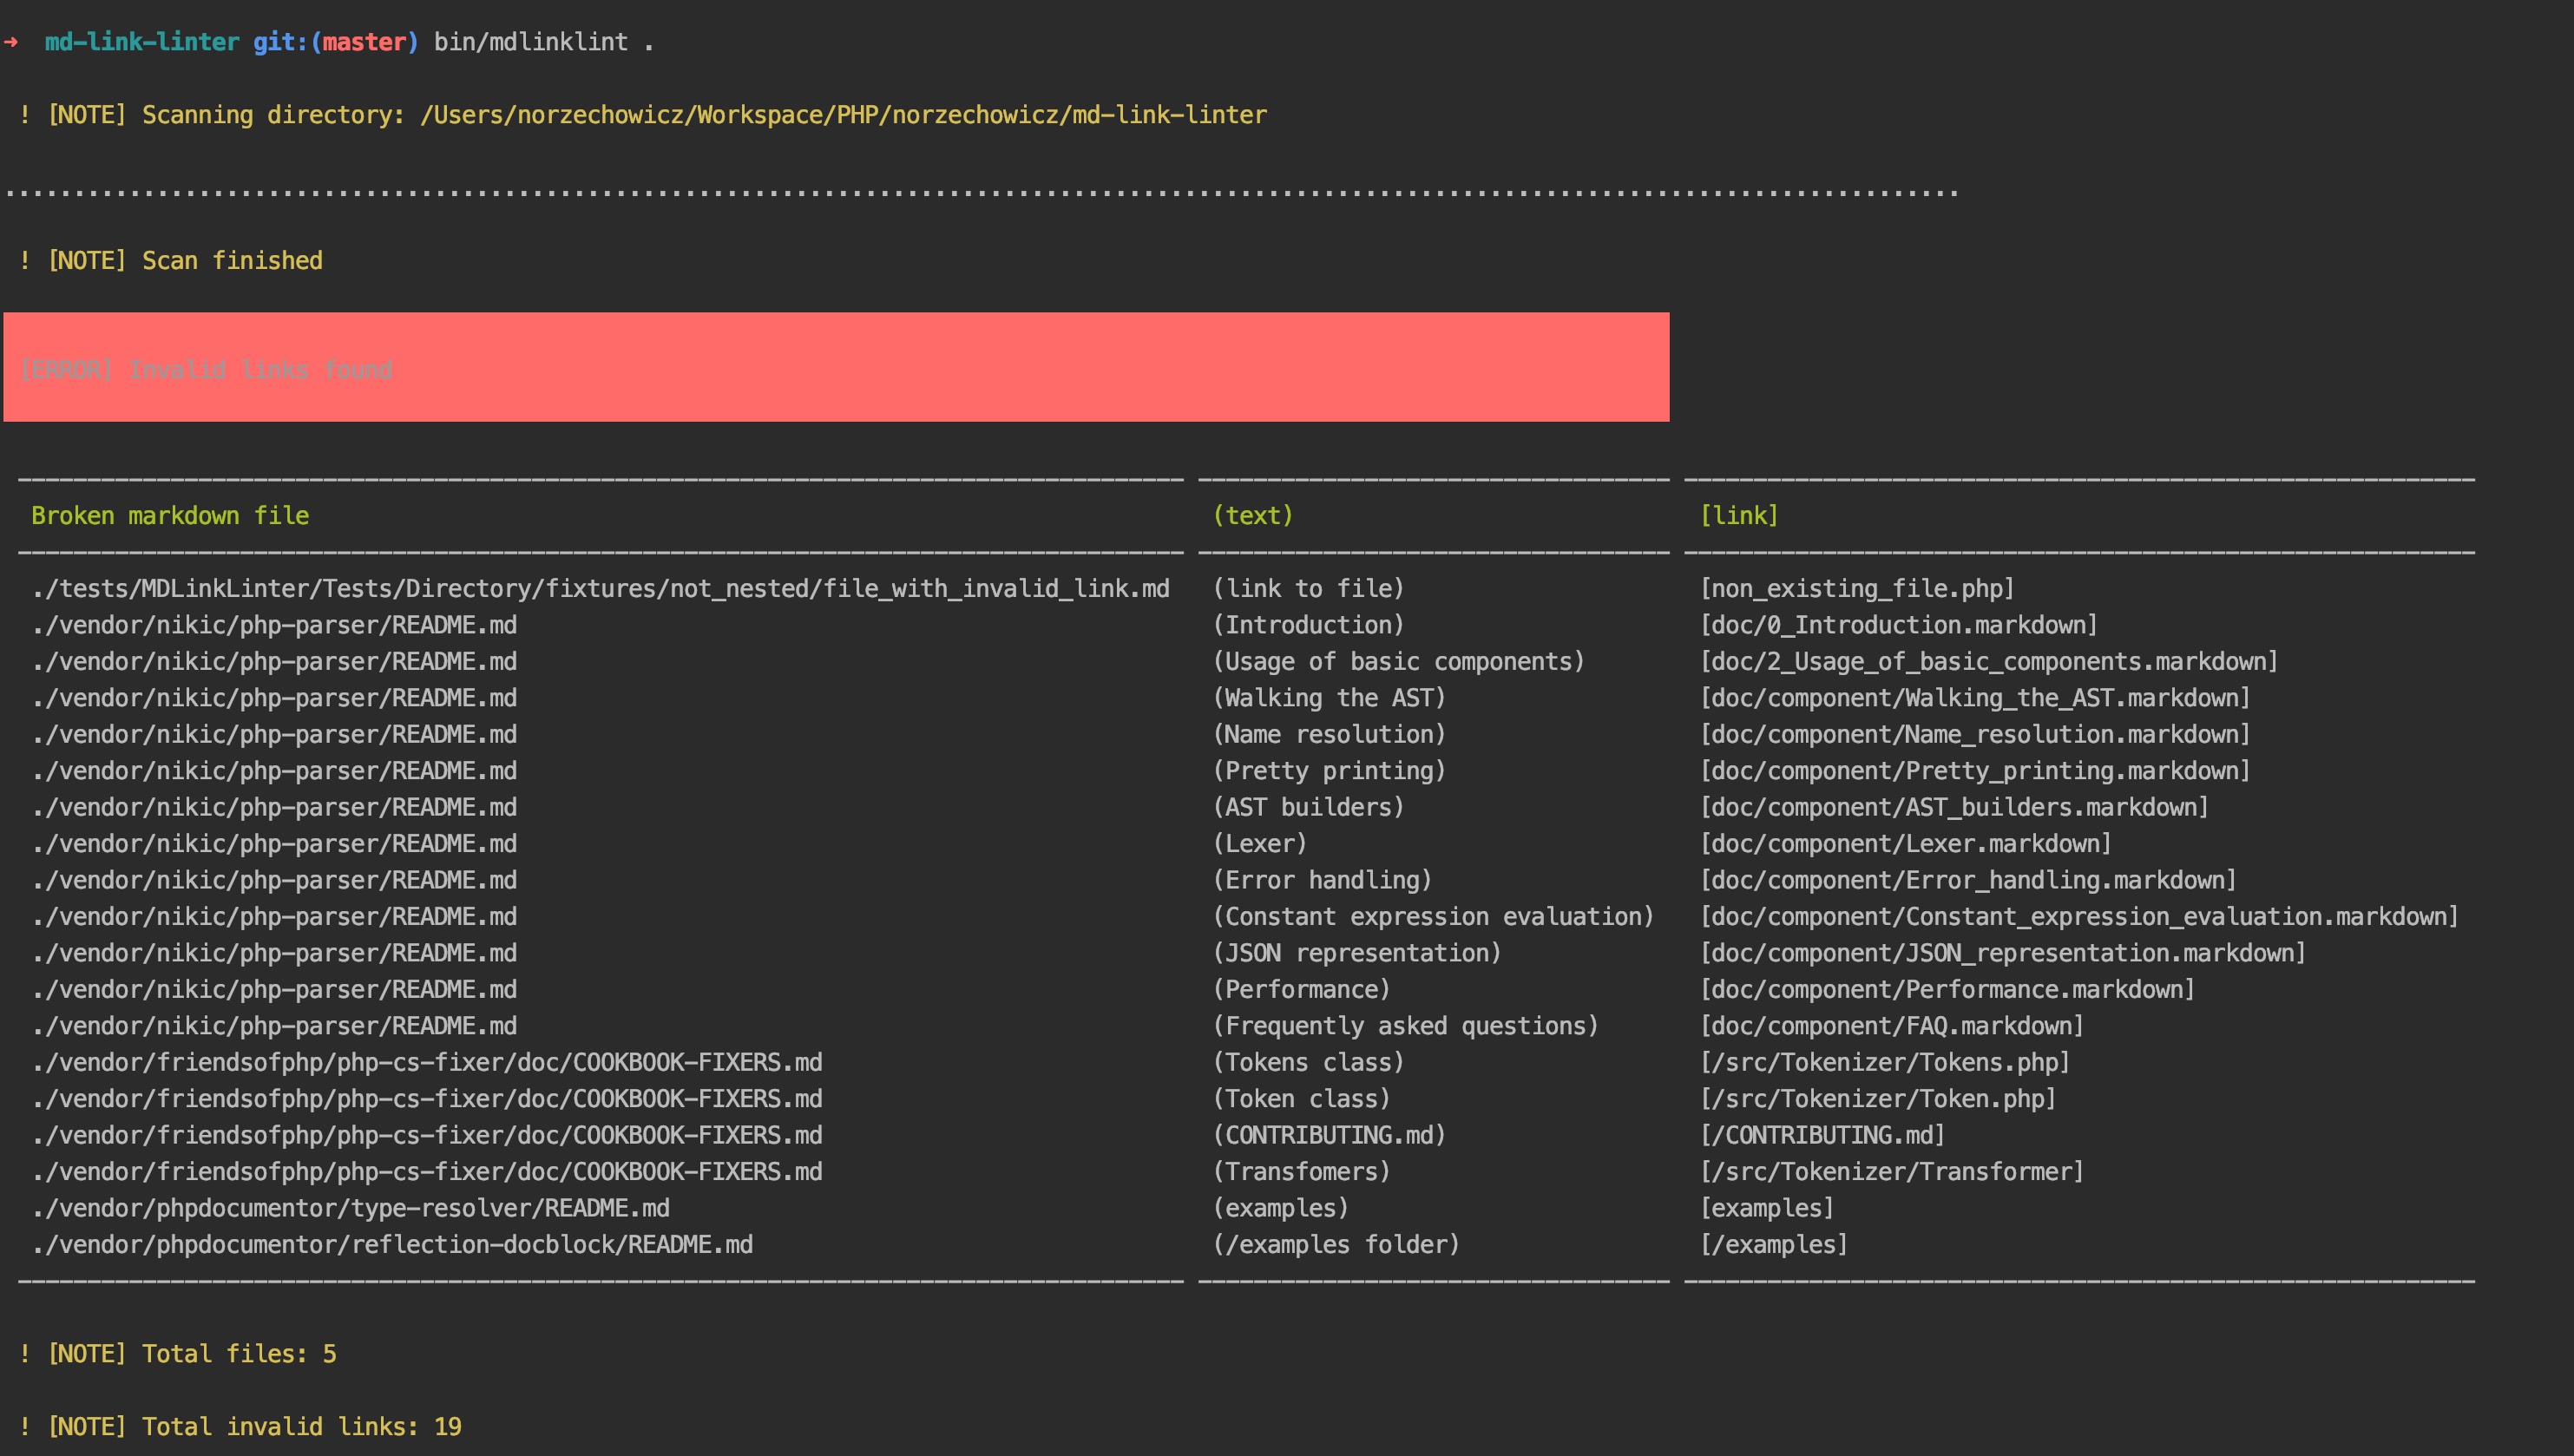 ➜ md-link-linter git:(master) bin/mdlinklint .
! [NOTE] Scanning directory: /Users/norzechowicz/Workspace/PHP/norzechowicz/md-link-linter
.............................................................................................................................................
! [NOTE] Scan finished
[ERROR] Invalid links found
Broken markdown file (text) [link]
./tests/MDLinkLinter/Tests/Directory/fixtures/not_nested/file_with_invalid_link.md (link to file) [non_existing_file.php]
./vendor/nikic/php-parser/README.md (Introduction) [doc/0_Introduction.markdown]
./vendor/nikic/php-parser/README.md (Usage of basic components) [doc/2_Usage_of_basic_components.markdown]
./vendor/nikic/php-parser/README.md (Walking the AST) [doc/component/Walking_the_AST.markdown]
./vendor/nikic/php-parser/README.md (Name resolution) [doc/component/Name_resolution.markdown]
./vendor/nikic/php-parser/README.md (Pretty printing) [doc/component/Pretty_printing.markdown]
./vendor/nikic/php-parser/README.md (AST builders) [doc/component/AST_builders.markdown]
./vendor/nikic/php-parser/README.md (Lexer) [doc/component/Lexer.markdown]
./vendor/nikic/php-parser/README.md (Error handling) [doc/component/Error_handling.markdown]
./vendor/nikic/php-parser/README.md (Constant expression evaluation) [doc/component/Constant_expression_evaluation.markdown]
./vendor/nikic/php-parser/README.md (JSON representation) [doc/component/JSON_representation.markdown]
./vendor/nikic/php-parser/README.md (Performance) [doc/component/Performance.markdown]
./vendor/nikic/php-parser/README.md (Frequently asked questions) [doc/component/FAQ.markdown]
./vendor/friendsofphp/php-cs-fixer/doc/COOKBOOK-FIXERS.md (Tokens class) [/src/Tokenizer/Tokens.php]
./vendor/friendsofphp/php-cs-fixer/doc/COOKBOOK-FIXERS.md (Token class) [/src/Tokenizer/Token.php]
./vendor/friendsofphp/php-cs-fixer/doc/COOKBOOK-FIXERS.md (CONTRIBUTING.md) [/CONTRIBUTING.md]
./vendor/friendsofphp/php-cs-fixer/doc/COOKBOOK-FIXERS.md (Transfomers) [/src/Tokenizer/Transformer]
./vendor/phpdocumentor/type-resolver/README.md (examples) [examples]
./vendor/phpdocumentor/reflection-docblock/README.md (/examples folder) [/examples]
! [NOTE] Total files: 5
! [NOTE] Total invalid links: 19